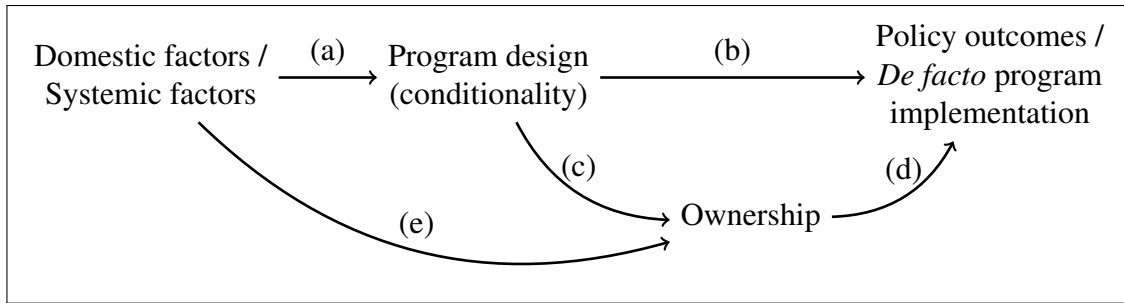 Domestic factors /
Systemic factors
(a)
Program design
(conditionality)
(b)
Policy outcomes /
De facto program
implementation
(c)
(d)
Ownership
(e)